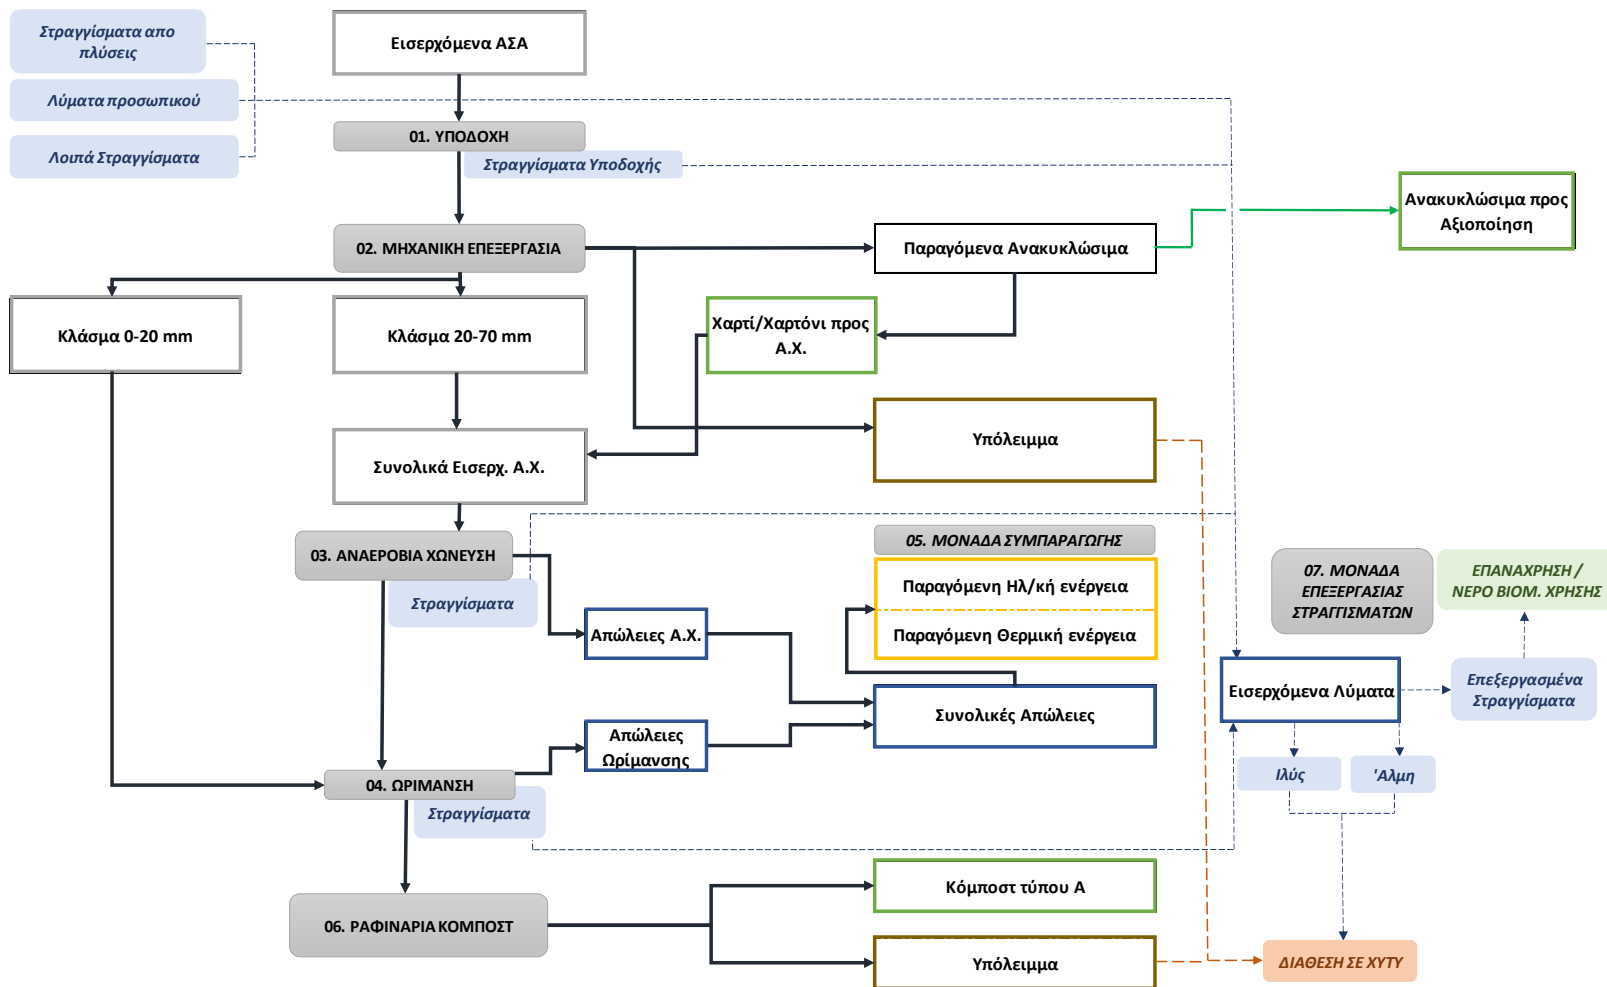 Στραγγίσματα απο
πλύσεις
Εισερχόμενα ΑΣΑ
Λύματα προσωπικού
01. ΥΠΟΔΟΧΗ
Λοιπά Στραγγίσματα
Στραγγίσματα Υποδοχής
Ανακυκλώσιμα προς
Αξιοποίηση
02. ΜΗΧΑΝΙΚΗ ΕΠΕΞΕΡΓΑΣΙΑ
Παραγόμενα Ανακυκλώσιμα
Κλάσμα 0-20 mm
Κλάσμα 20-70 mm
Χαρτί/Χαρτόνι προς
Α.Χ.
Υπόλειμμα
Συνολικά Εισερχ. Α.Χ.
03. ΑΝΑΕΡΟΒΙΑ ΧΩΝΕΥΣΗ
Στραγγίσματα
05. ΜΟΝΑΔΑ ΣΥΜΠΑΡΑΓΩΓΗΣ
Παραγόμενη Ηλ/κή ενέργεια
Παραγόμενη Θερμική ενέργεια
07. ΜΟΝΑΔΑ
ΕΠΕΞΕΡΓΑΣΙΑΣ
ΣΤΡΑΓΓΙΣΜΑΤΩΝ
ΕΠΑΝΑΧΡΗΣΗ /
ΝΕΡΟ ΒΙΟΜ. ΧΡΗΣΗΣ
Απώλειες Α.Χ.
Συνολικές Απώλειες
Εισερχόμενα Λύματα
Επεξεργασμένα
Στραγγίσματα
Απώλειες
Ωρίμανσης
Ιλύς
'Αλμη
04. ΩΡΙΜΑΝΣΗ
Στραγγίσματα
Κόμποστ τύπου Α
06. ΡΑΦΙΝΑΡΙΑ ΚΟΜΠΟΣΤ
Υπόλειμμα
ΔΙΑΘΕΣΗ ΣΕ ΧΥΤΥ